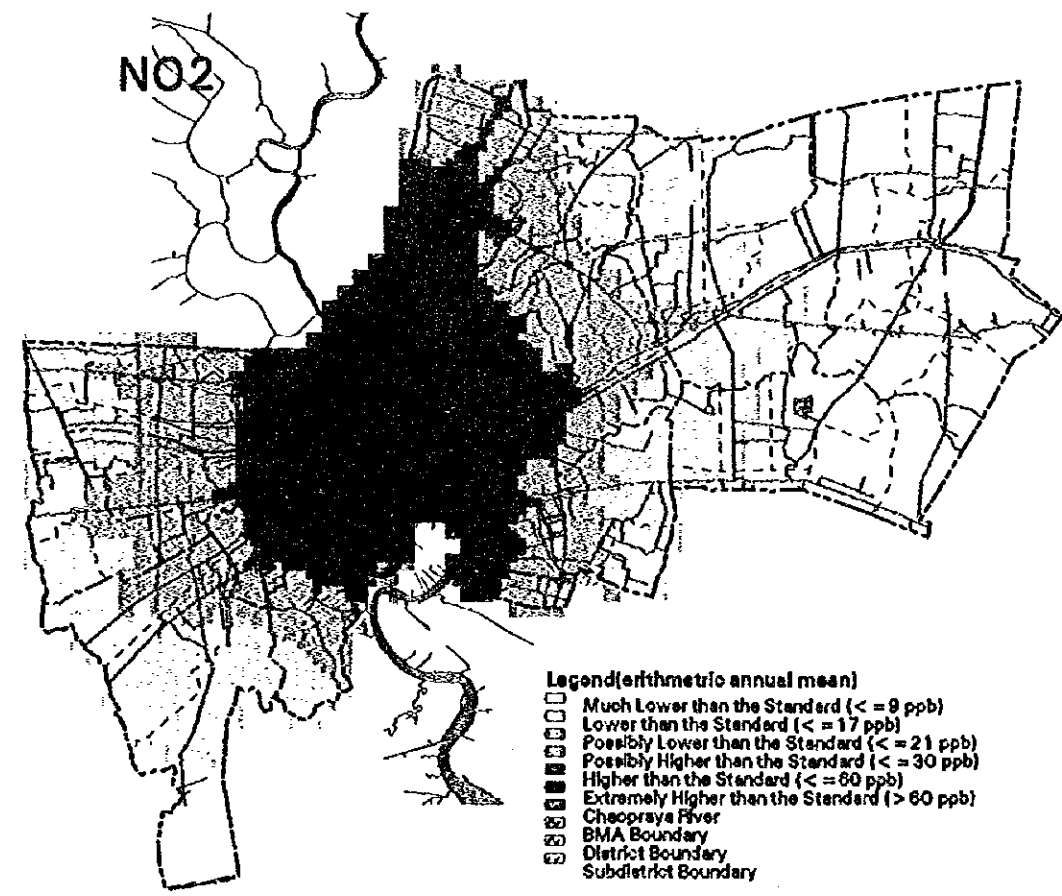 NO2
Legend(arithmetric annual mean)
Much Lower than the Standard (< = 9 ppb)
Lower than the Standard (< = 17 ppb)
Possibly Lower than the Standard (< = 21 ppb)
Possibly Higher than the Standard (< = 30 ppb)
Higher than the Standard (< = 60 ppb)
Extremely Higher than the Standard (> 60 ppb)
Chaopraya River
BMA Boundary
District Boundary
Subdistrict Boundary